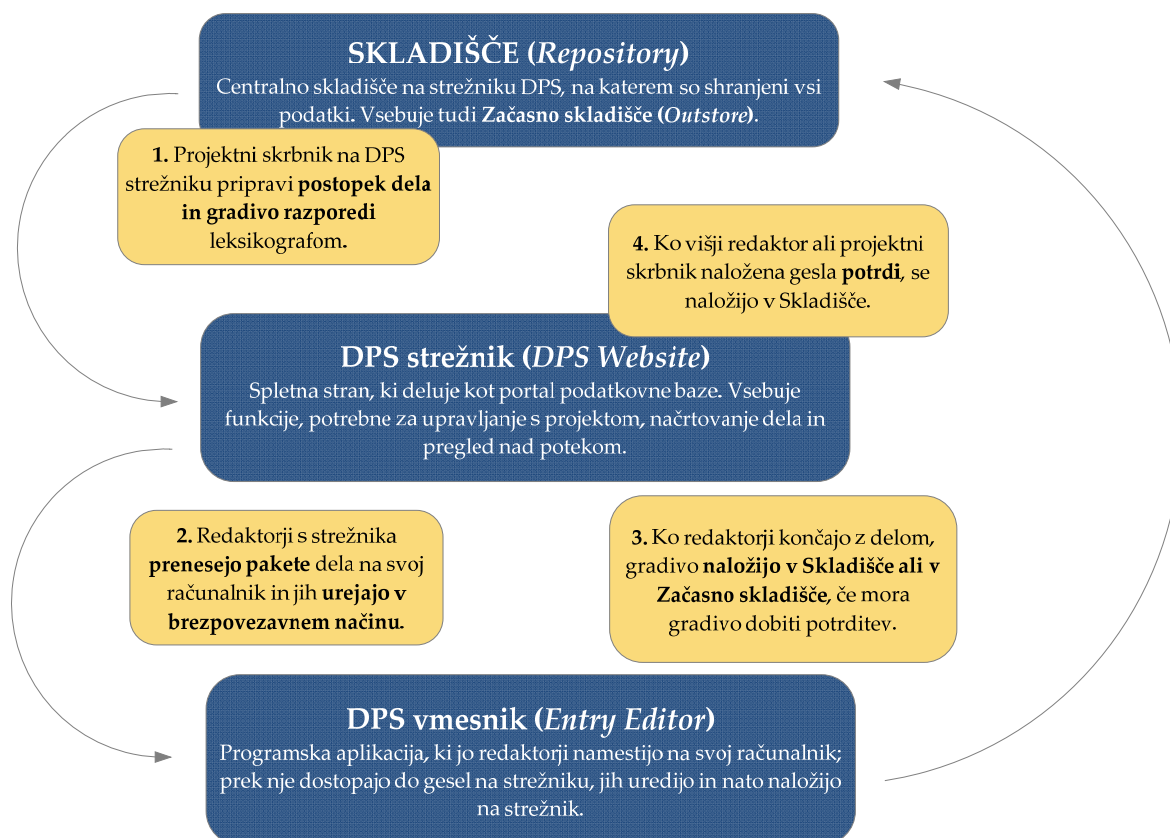 SKLADIŠČE (Repository)
Centralno skladišče na strežniku DPS, na katerem so shranjeni vsi
podatki. Vsebuje tudi Začasno skladišče (Outstore).
1. Projektni skrbnik na DPS
strežniku pripravi postopek dela
in gradivo razporedi
leksikografom.
4. Ko višji redaktor ali projektni
skrbnik naložena gesla potrdi, se
naložijo v Skladišče.
DPS strežnik (DPS Website)
Spletna stran, ki deluje kot portal podatkovne baze. Vsebuje
funkcije, potrebne za upravljanje s projektom, načrtovanje dela in
pregled nad potekom.
2. Redaktorji s strežnika
prenesejo pakete dela na svoj
računalnik in jih urejajo v
brezpovezavnem načinu.
3. Ko redaktorji končajo z delom,
gradivo naložijo v Skladišče ali v
Začasno skladišče, če mora
gradivo dobiti potrditev.
DPS vmesnik (Entry Editor)
Programska aplikacija, ki jo redaktorji namestijo na svoj računalnik;
prek nje dostopajo do gesel na strežniku, jih uredijo in nato naložijo
na strežnik.